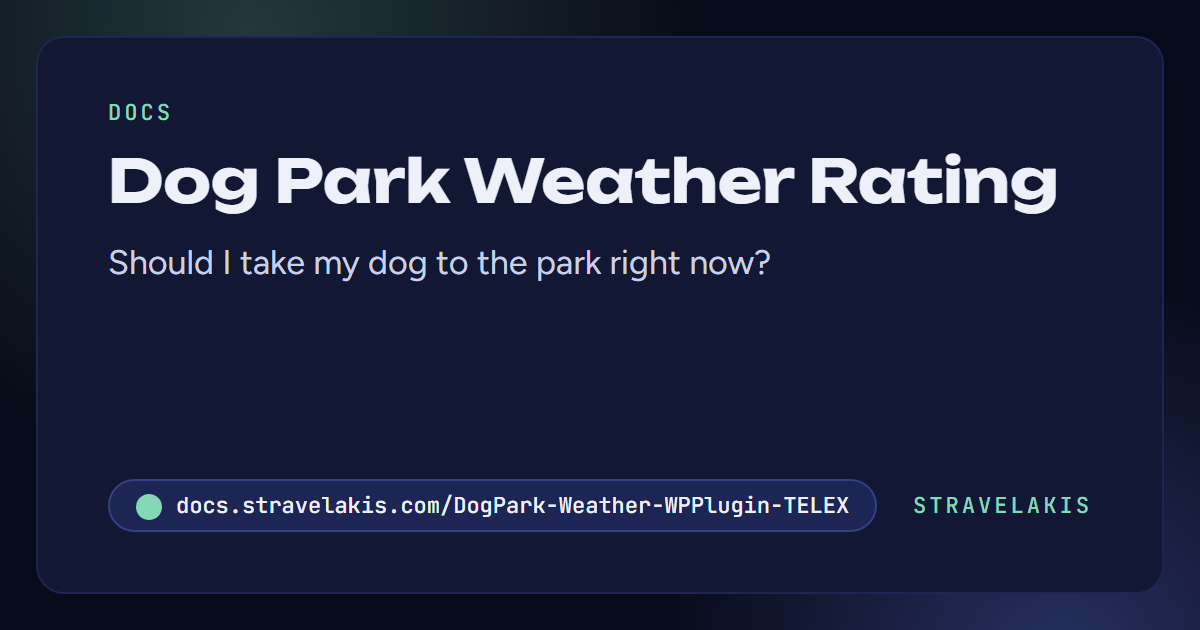 DOCS
Dog Park Weather Rating
Should I take my dog to the park right now?
docs.stravelakis.com/DogPark-Weather-WPPlugin-TELEX
STRAVELAKIS